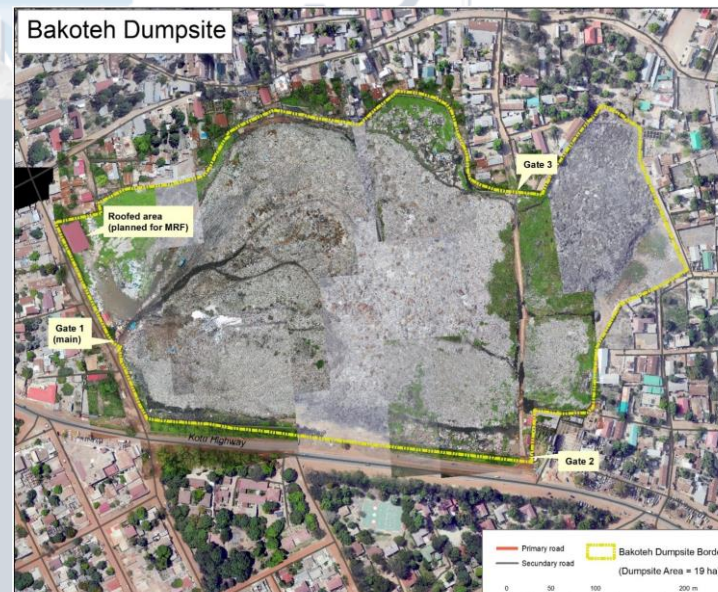 Bakoteh Dumpsite
Gate 3
Roofed area
(planned for MRF)
Gate 1
(main)
Kotu Highway
Gate 2
Primary road
Secondary road
Bakoteh Dumpsite Borde
(Dumpsite Area = 19 ha
0 50 100 200 m